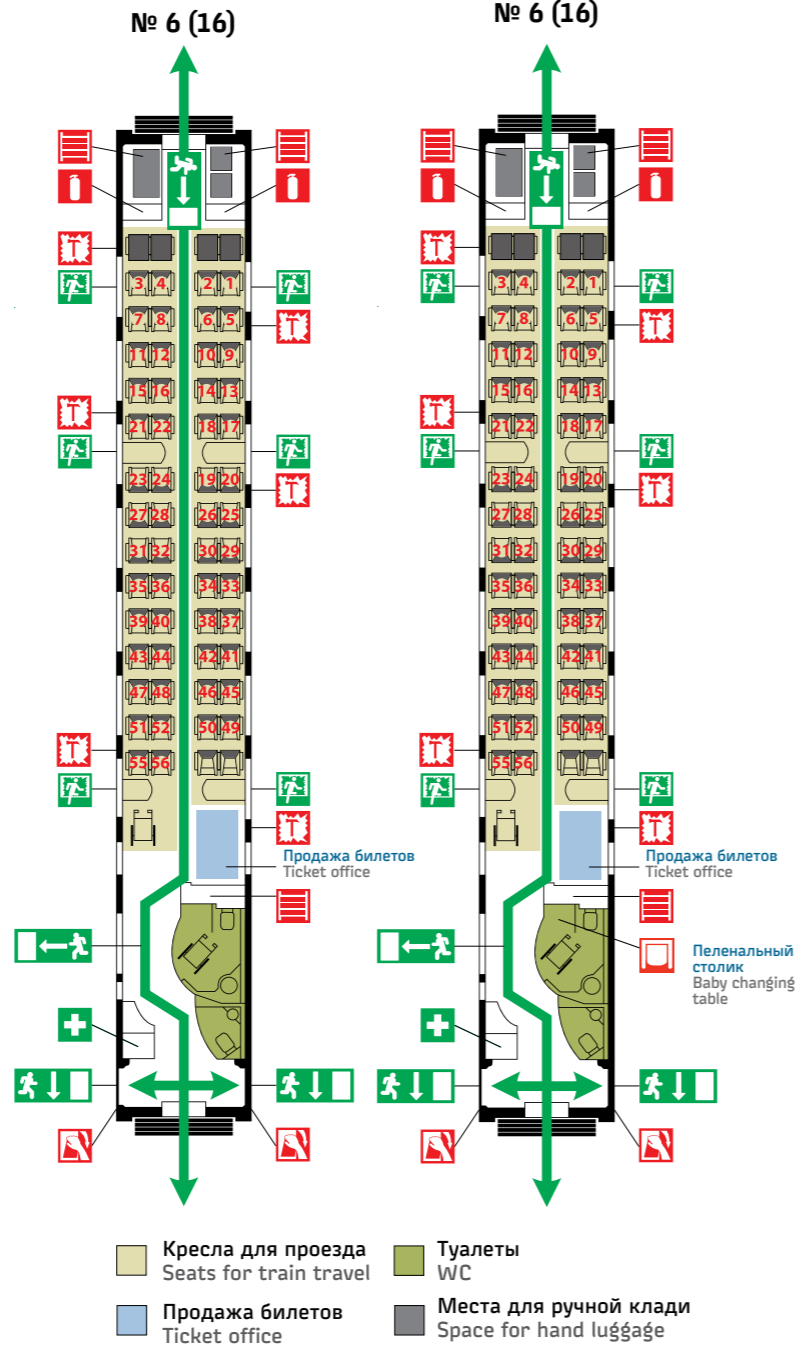 № 6 (16)
№ 6 (16)
T
T
3 4 2 1
3 4 2 1
7 8 6 5
7 8 6 5
T
T
11 12 10 9
11 12 10 9
15 16 14 13
15 16 14 13
T
T
21 22 18 17
21 22 18 17
23 24 19 20
23 24 19 20
T
T
27 28 26 25
27 28 26 25
31 32 30 29
31 32 30 29
35 36 34 33
35 36 34 33
39 40 38 37
39 40 38 37
43 44 42 41
43 44 42 41
47 48 46 45
47 48 46 45
51 52 50 49
51 52 50 49
T
T
55 56
55 56
T
T
Продажа билетов
Ticket office
Продажа билетов
Ticket office
Пеленальный
столик
Baby changing
table
Кресла для проезда
Seats for train travel
Туалеты
WC
Продажа билетов
Ticket office
Места для ручной клади
Space for hand luggage